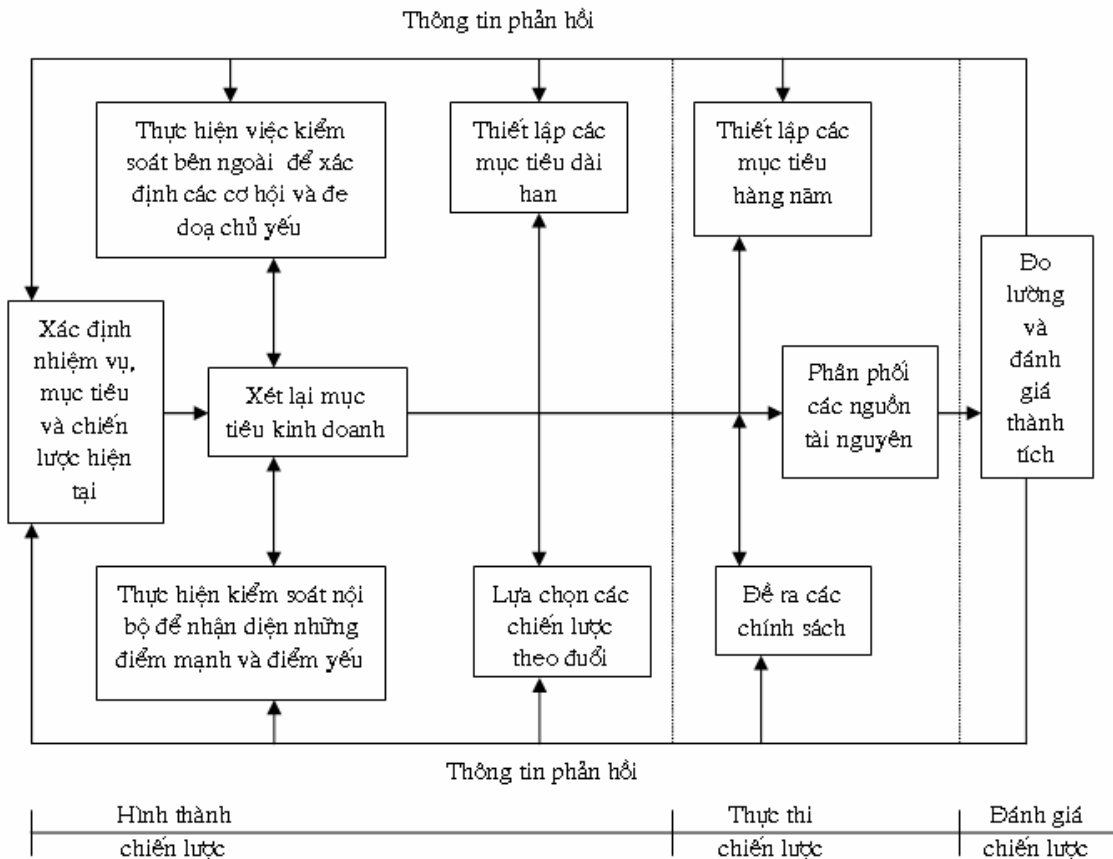 Thông tin phản hồi
Thực hiện việc kiểm
soát bên ngoài để xác
định các cơ hội và đe
doạ chủ yếu
Thiết lập các
mục tiêu dài
han
Thiết lập các
mục tiêu
hàng năm
Xác định
nhiệm vụ,
mục tiêu
và chiến
lược hiện
tại
Xét lại mục
tiêu kinh doanh
Phân phối
các nguồn
tài nguyên
Đo
lường
và
đánh
giá
thành
tích
Thực hiện kiểm soát nội
bộ để nhận diện những
điểm mạnh và điểm yếu
Lựa chọn các
chiến lược
theo đuổi
Đề ra các
chính sách
Thông tin phản hồi
Hình thành
chiến lược
Thực thi
chiến lược
Đánh giá
chiến lược